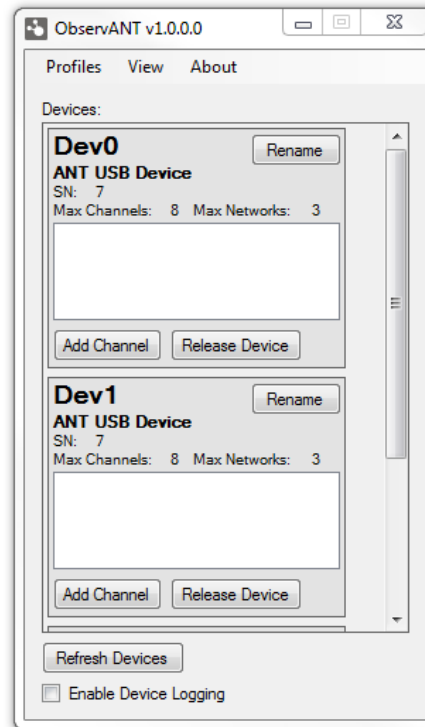 ObservANT v1.0.0.0
Profiles View About
Devices:
Dev0 Rename
ANT USB Device
SN: 7
Max Channels: 8 Max Networks: 3
Add Channel Release Device
Dev1 Rename
ANT USB Device
SN: 7
Max Channels: 8 Max Networks: 3
Add Channel Release Device
Refresh Devices
Enable Device Logging